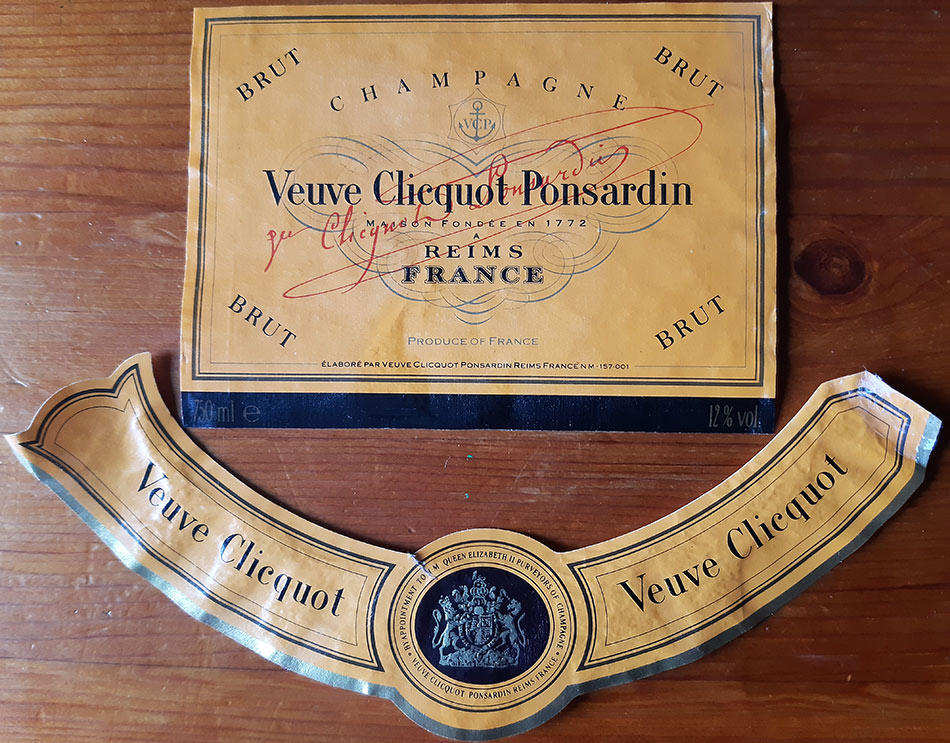 BRUT
BRUT
CHAMPAGNE
VCP
Veuve Clicquot Ponsardin
Clicquot Ponsardin
MAISON FONDÉE EN 1772
A
REIMS
FRANCE
BRUT
BRUT
PRODUCE OF FRANCE
ÉLABORÉ PAR VEUVE CLICQUOT PONSARDIN REIMS FRANCE NM-157-001
750 ml e
12% vol.
Veuve Clicquot
BY APPOINTMENT TO H M QUEEN ELIZABETH II PURVEYORS OF CHAMPAGNE
VEUVE CLICQUOT PONSARDIN REIMS FRANCE
Veuve Clicquot